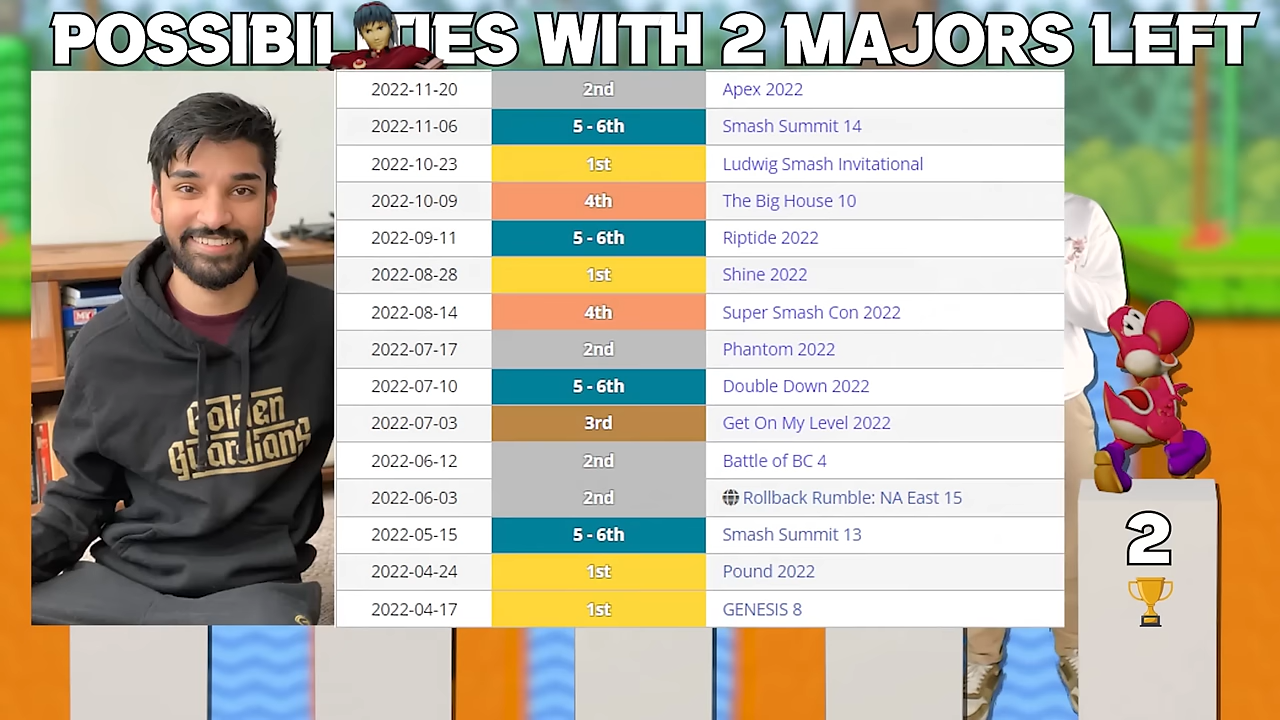 POSSIBILITIES WITH 2 MAJORS LEFT
2022-11-20 2nd Apex 2022
2022-11-06 5 - 6th Smash Summit 14
2022-10-23 1st Ludwig Smash Invitational
2022-10-09 4th The Big House 10
2022-09-11 5 - 6th Riptide 2022
2022-08-28 1st Shine 2022
2022-08-14 4th Super Smash Con 2022
2022-07-17 2nd Phantom 2022
2022-07-10 5 - 6th Double Down 2022
2022-07-03 3rd Get On My Level 2022
2022-06-12 2nd Battle of BC 4
2022-06-03 2nd Rollback Rumble: NA East 15
2022-05-15 5 - 6th Smash Summit 13
2022-04-24 1st Pound 2022
2022-04-17 1st GENESIS 8
Golden
Guardians
2